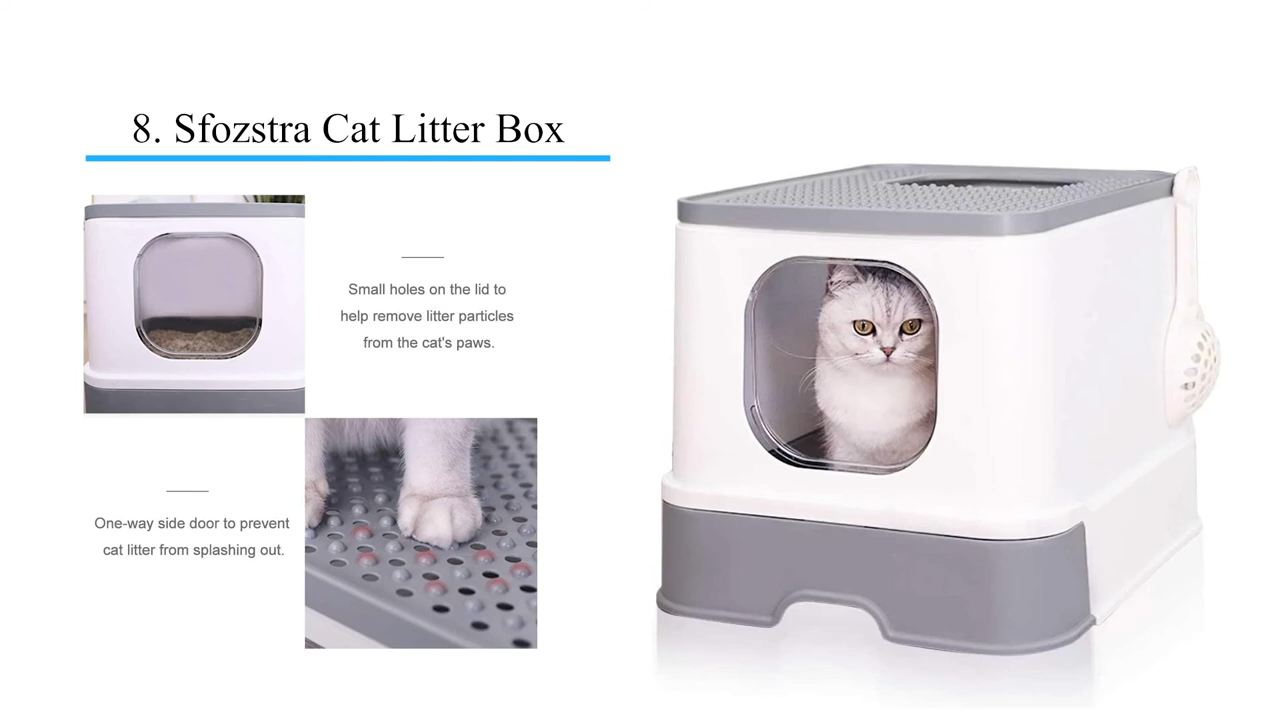 8. Sfozstra Cat Litter Box
Small holes on the lid to
help remove litter particles
from the cat's paws.
One-way side door to prevent
cat litter from splashing out.